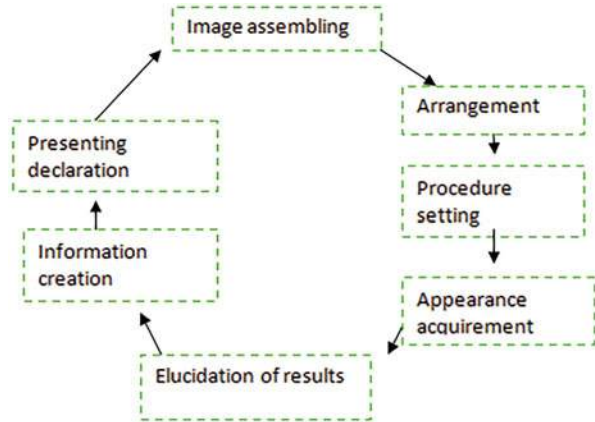 Image assembling
Arrangement
Procedure
setting
Appearance
acquirement
Elucidation of results
Information
creation
Presenting
declaration